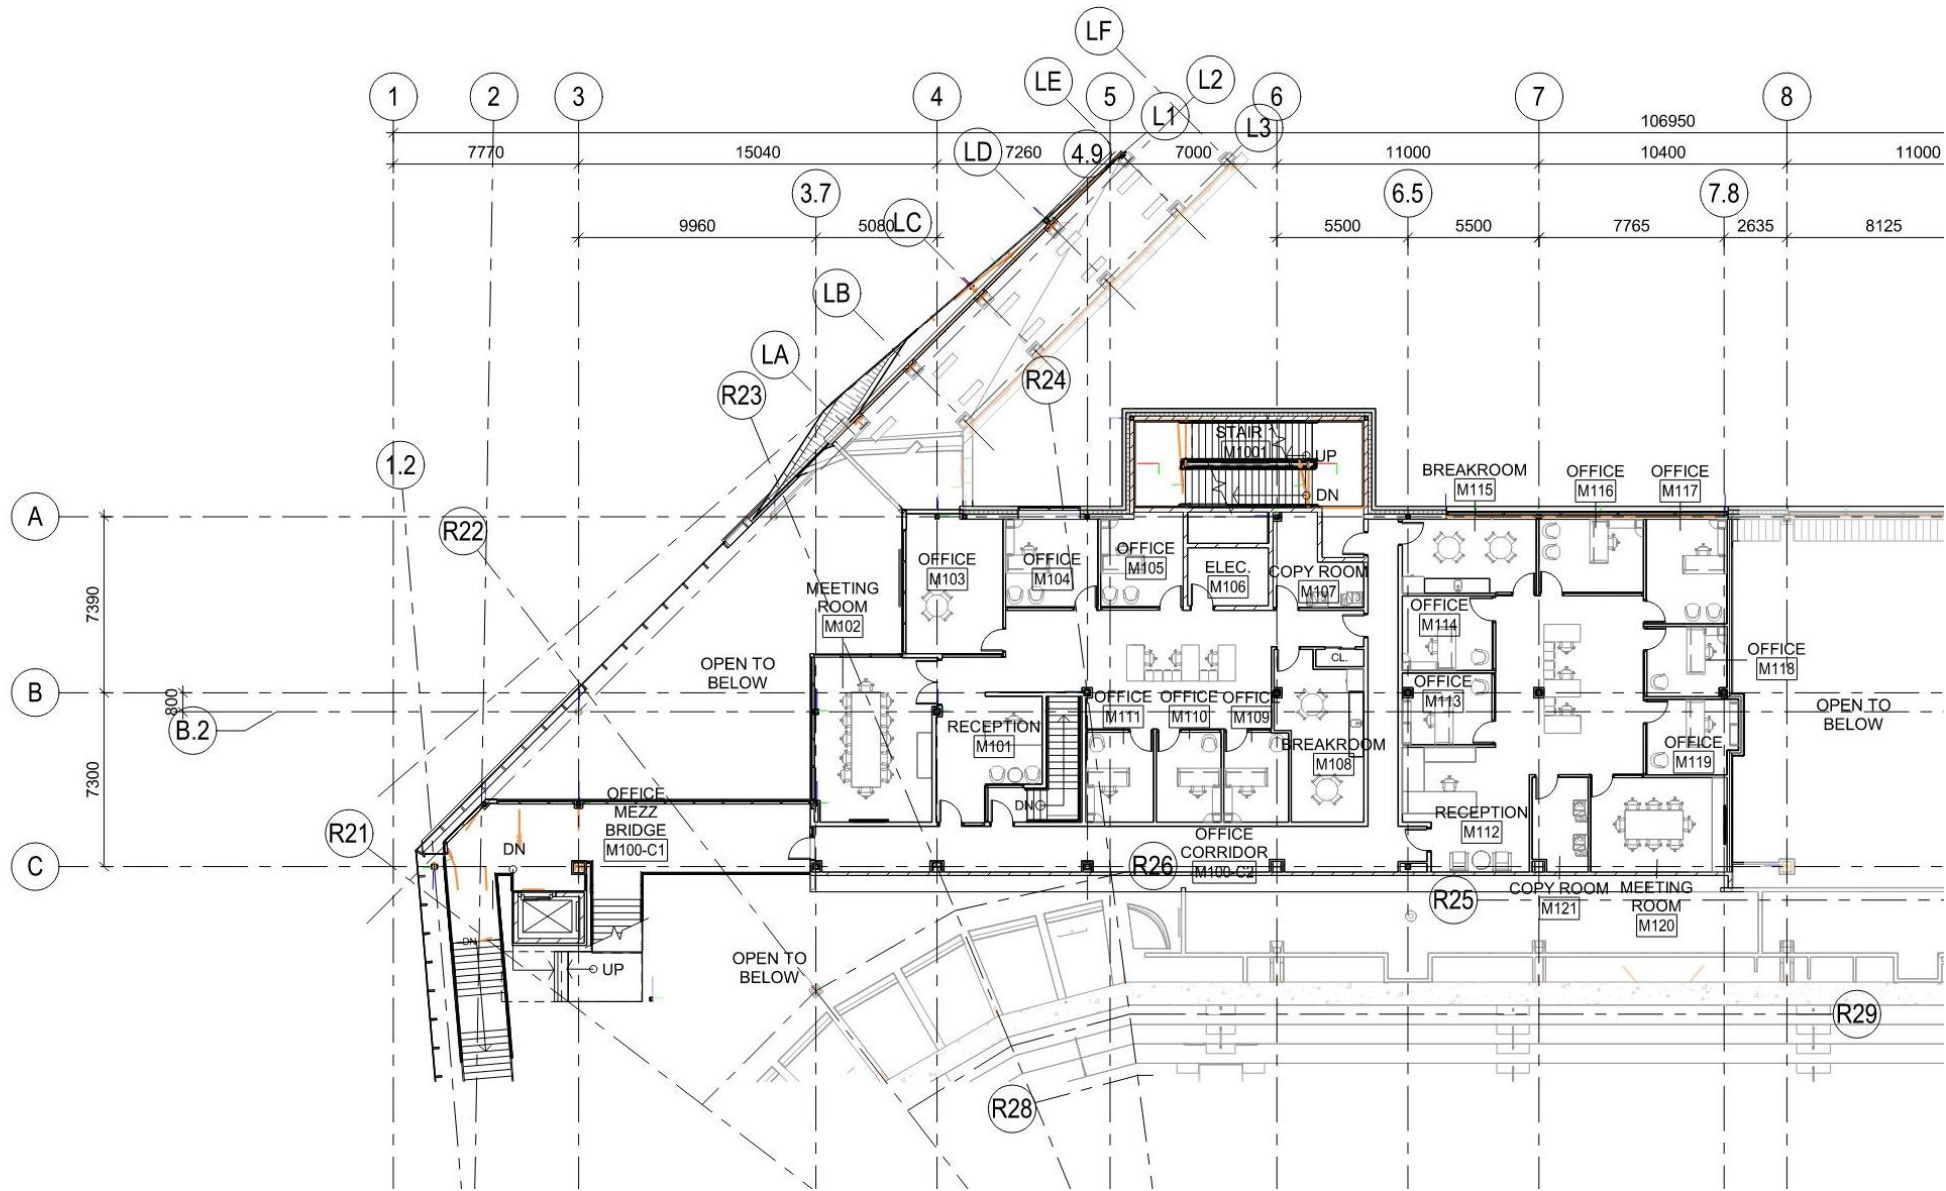 LF
LE
L2
1
2
3
4
5
6
7
8
L1
L3
106950
7770
15040
LD
7260
4.9
7000
11000
10400
11000
3.7
6.5
7.8
9960
5080
LC
5500
5500
7765
2635
8125
LB
LA
R23
R24
1.2
STAIR
M1001
UP
DN
BREAKROOM
M115
OFFICE
M116
OFFICE
M117
A
R22
OFFICE
M103
OFFICE
M104
OFFICE
M105
ELEC.
M106
COPY ROOM
M107
7390
MEETING
ROOM
M102
OFFICE
M114
OPEN TO
BELOW
CL.
OFFICE
M118
B
800
B.2
OFFICE
M111
OFFICE
M110
OFFICE
M109
OFFICE
M113
OPEN TO
BELOW
RECEPTION
M101
BREAKROOM
M108
OFFICE
M119
7300
OFFICE
MEZZ
BRIDGE
M100-C1
DN
RECEPTION
M112
R21
DN
OFFICE
CORRIDOR
M100-C2
C
R26
R25
COPY ROOM
M121
MEETING
ROOM
M120
DN
UP
OPEN TO
BELOW
R29
R28